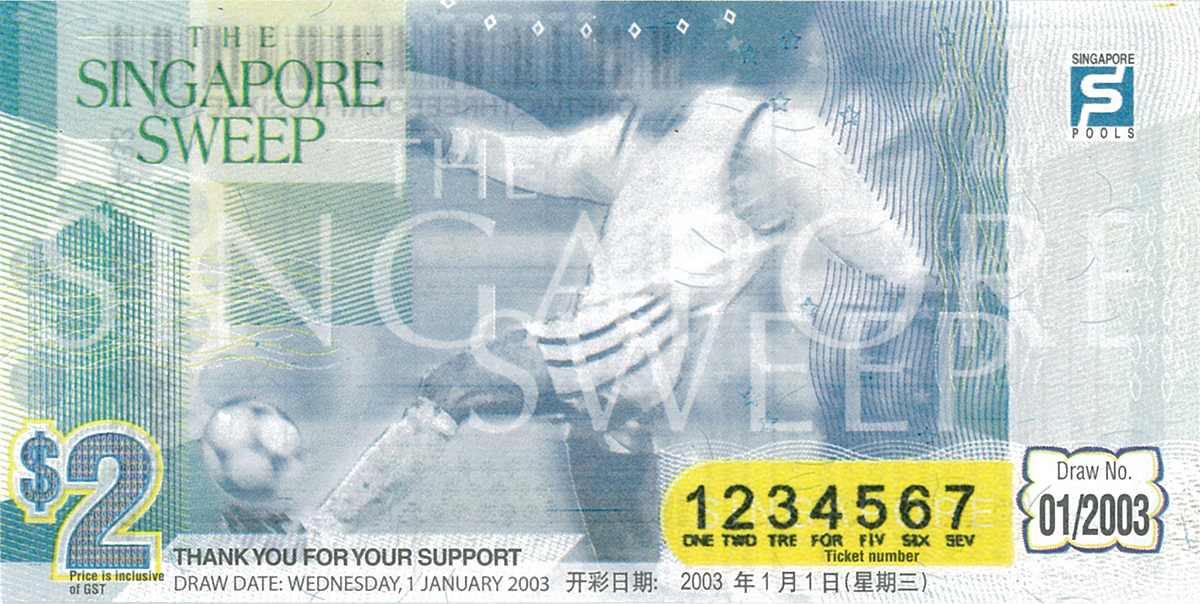 THE
SINGAPORE
SWEEP
SINGAPORE
POOLS
THE
SINGAPORE
SWEEP
$2
Price is inclusive
of GST
1234567
ONE TWO TRE FOR FIV SIX SEV
Ticket number
Draw No.
01/2003
THANK YOU FOR YOUR SUPPORT
DRAW DATE: WEDNESDAY, 1 JANUARY 2003 开彩日期: 2003 年 1 月 1 日 (星期三)